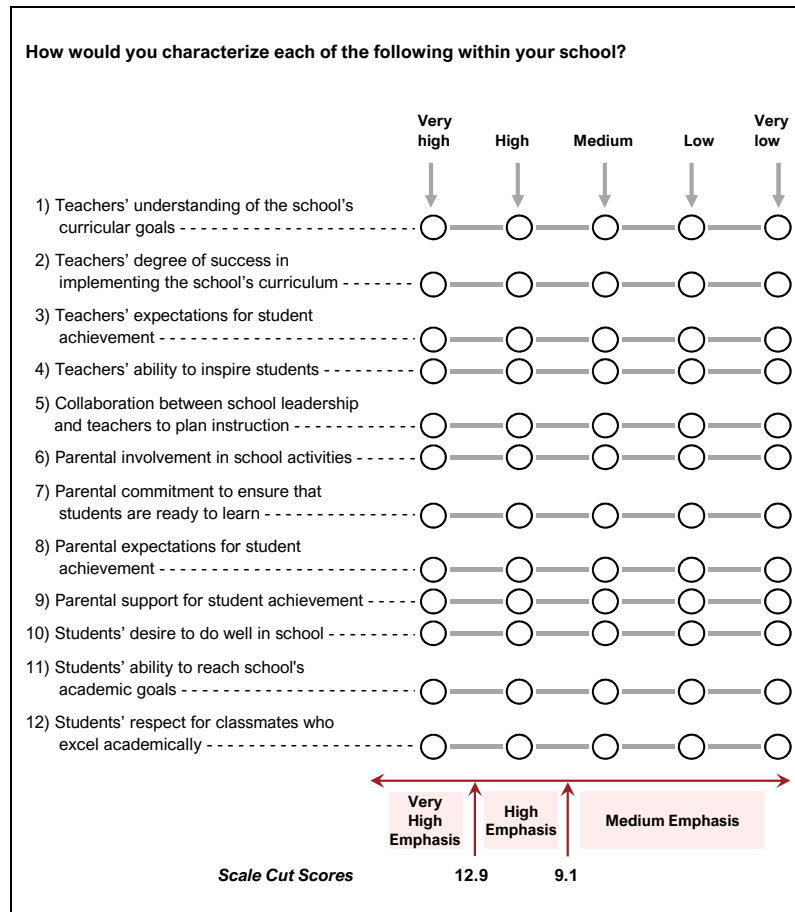 How would you characterize each of the following within your school?
Very
high
High
Medium
Low
Very
low
1) Teachers’ understanding of the school’s
curricular goals - - - - - - - - - - - - - - - - - - - - - - - -
2) Teachers’ degree of success in
implementing the school’s curriculum - - - - - - -
3) Teachers’ expectations for student
achievement - - - - - - - - - - - - - - - - - - - - - - - - - -
4) Teachers’ ability to inspire students - - - - - - - - - -
5) Collaboration between school leadership
and teachers to plan instruction - - - - - - - - - - - -
6) Parental involvement in school activities - - - - - -
7) Parental commitment to ensure that
students are ready to learn - - - - - - - - - - - - - - -
8) Parental expectations for student
achievement - - - - - - - - - - - - - - - - - - - - - - - - - -
9) Parental support for student achievement - - - - -
10) Students’ desire to do well in school - - - - - - - - -
11) Students’ ability to reach school's
academic goals - - - - - - - - - - - - - - - - - - - - - - - -
12) Students’ respect for classmates who
excel academically - - - - - - - - - - - - - - - - - - - - -
Very
High
Emphasis
High
Emphasis
Medium Emphasis
Scale Cut Scores 12.9 9.1